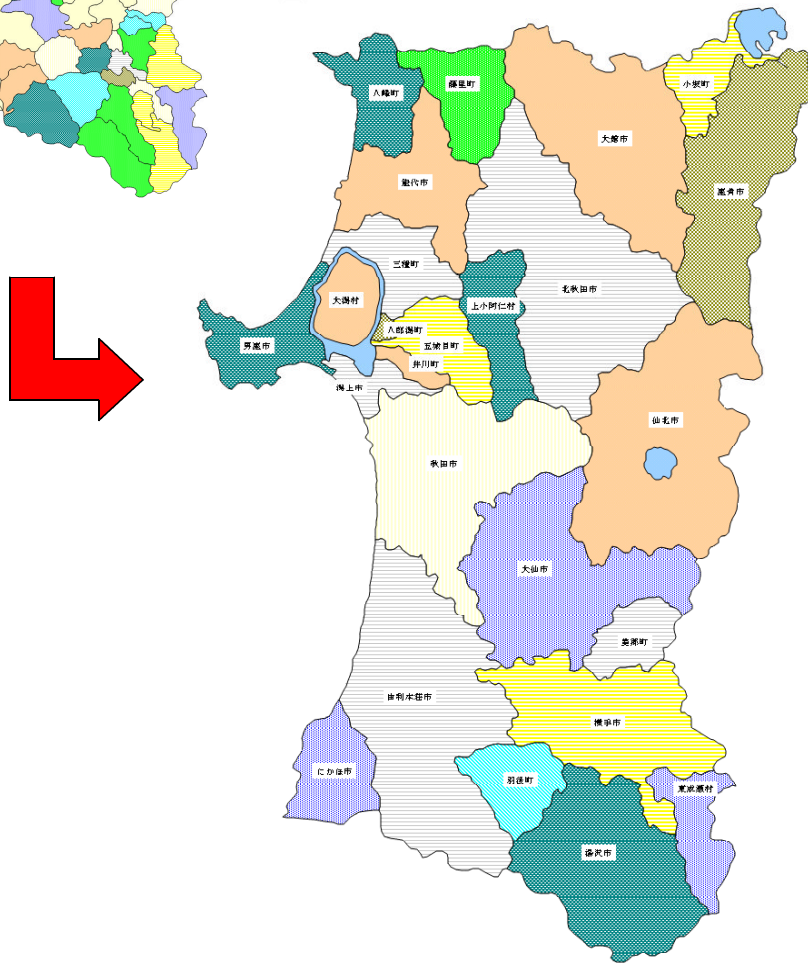 八峰町
藤里町
小坂町
大館市
能代市
鹿角市
三種町
北秋田市
大潟村
上小阿仁村
八郎潟町
男鹿市
五城目町
井川町
潟上市
仙北市
秋田市
大仙市
美郷町
由利本荘市
横手市
にかほ市
羽後町
東成瀬村
湯沢市